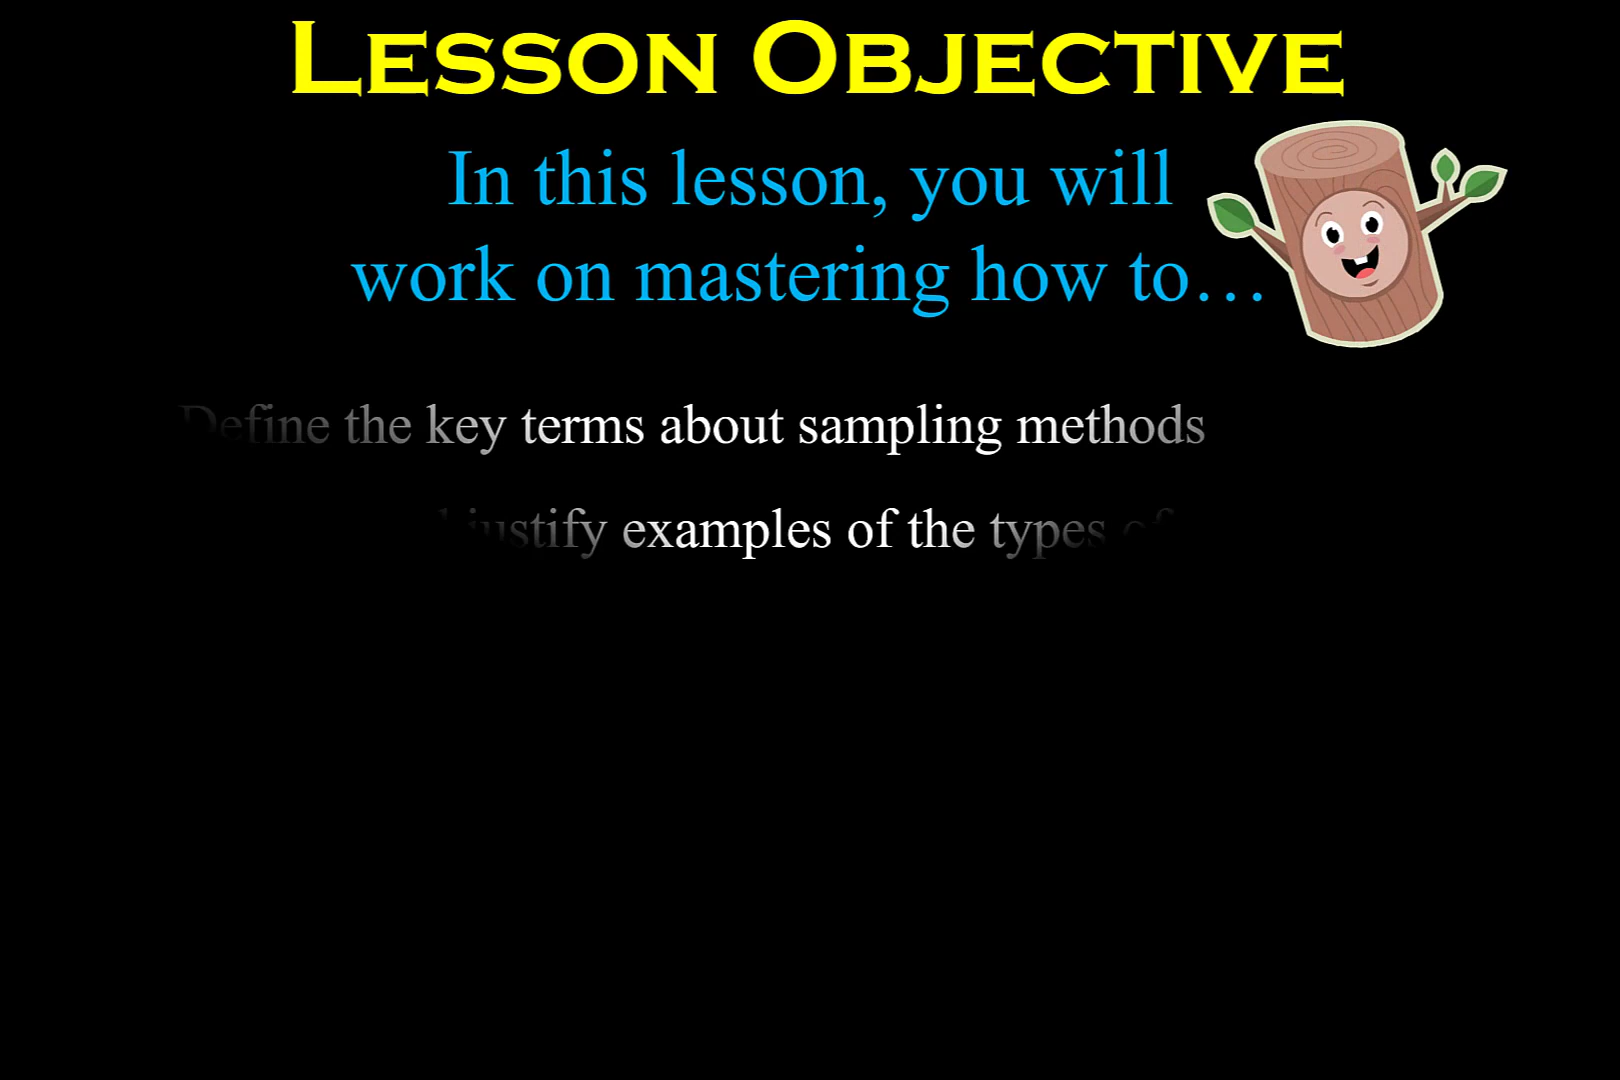 LESSON OBJECTIVE
In this lesson, you will
work on mastering how to…
Define the key terms about sampling methods
justify examples of the types of